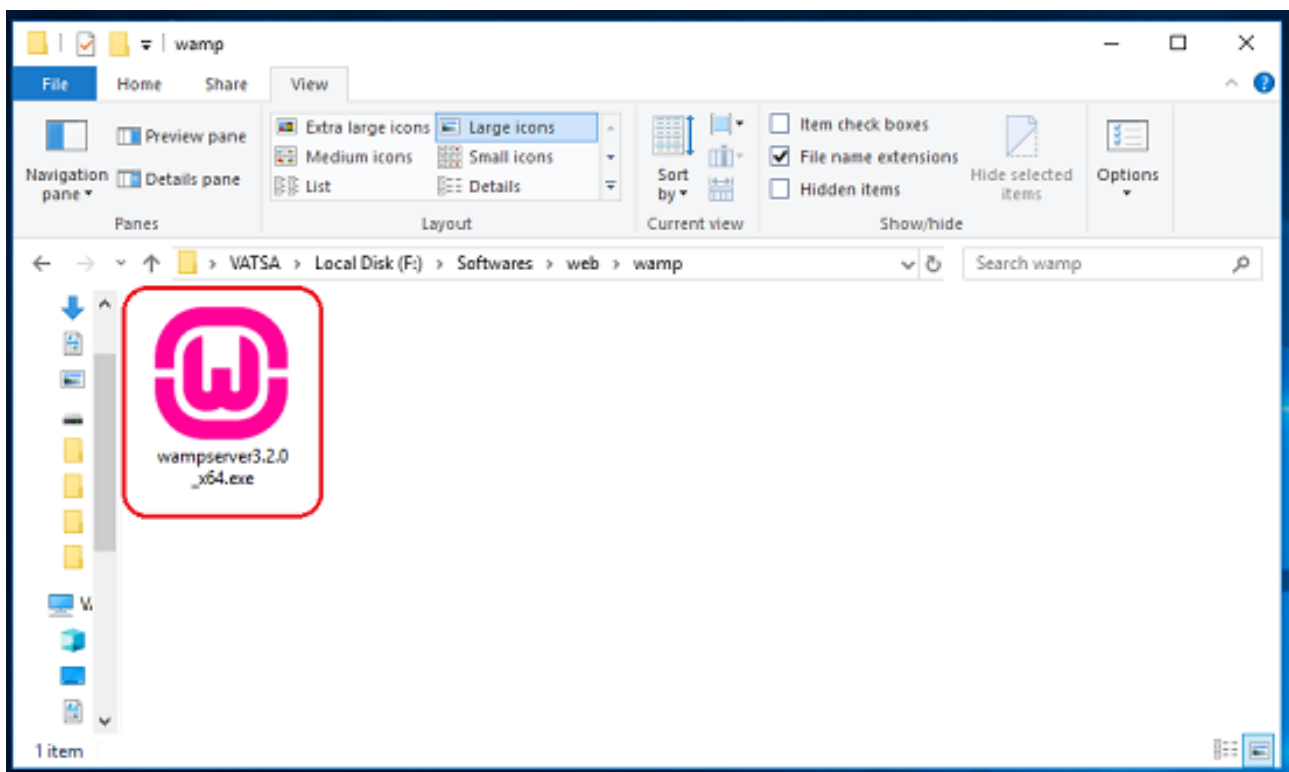 wamp
File Home Share View
Navigation pane
Preview pane
Details pane
Panes
Extra large icons Large icons
Medium icons Small icons
List Details
Layout
Sort by
Current view
Item check boxes
File name extensions
Hidden items
Hide selected items
Show/hide
Options
VATSA > Local Disk (F:) > Softwares > web > wamp
Search wamp
wampserver3.2.0
_x64.exe
1 item